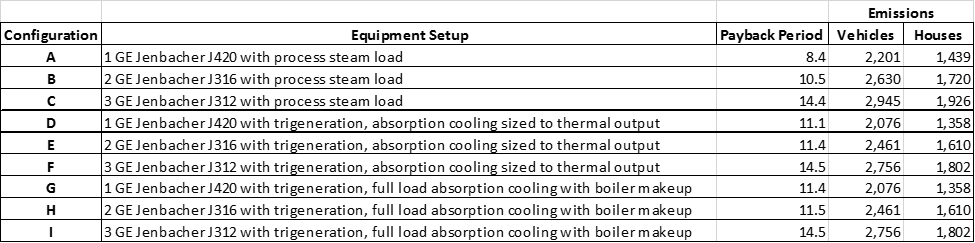 Emissions
Configuration Equipment Setup Payback Period Vehicles Houses
A 1 GE Jenbacher J420 with process steam load 8.4 2,201 1,439
B 2 GE Jenbacher J316 with process steam load 10.5 2,630 1,720
C 3 GE Jenbacher J312 with process steam load 14.4 2,945 1,926
D 1 GE Jenbacher J420 with trigeneration, absorption cooling sized to thermal output 11.1 2,076 1,358
E 2 GE Jenbacher J316 with trigeneration, absorption cooling sized to thermal output 11.4 2,461 1,610
F 3 GE Jenbacher J312 with trigeneration, absorption cooling sized to thermal output 14.5 2,756 1,802
G 1 GE Jenbacher J420 with trigeneration, full load absorption cooling with boiler makeup 11.4 2,076 1,358
H 2 GE Jenbacher J316 with trigeneration, full load absorption cooling with boiler makeup 11.5 2,461 1,610
I 3 GE Jenbacher J312 with trigeneration, full load absorption cooling with boiler makeup 14.5 2,756 1,802